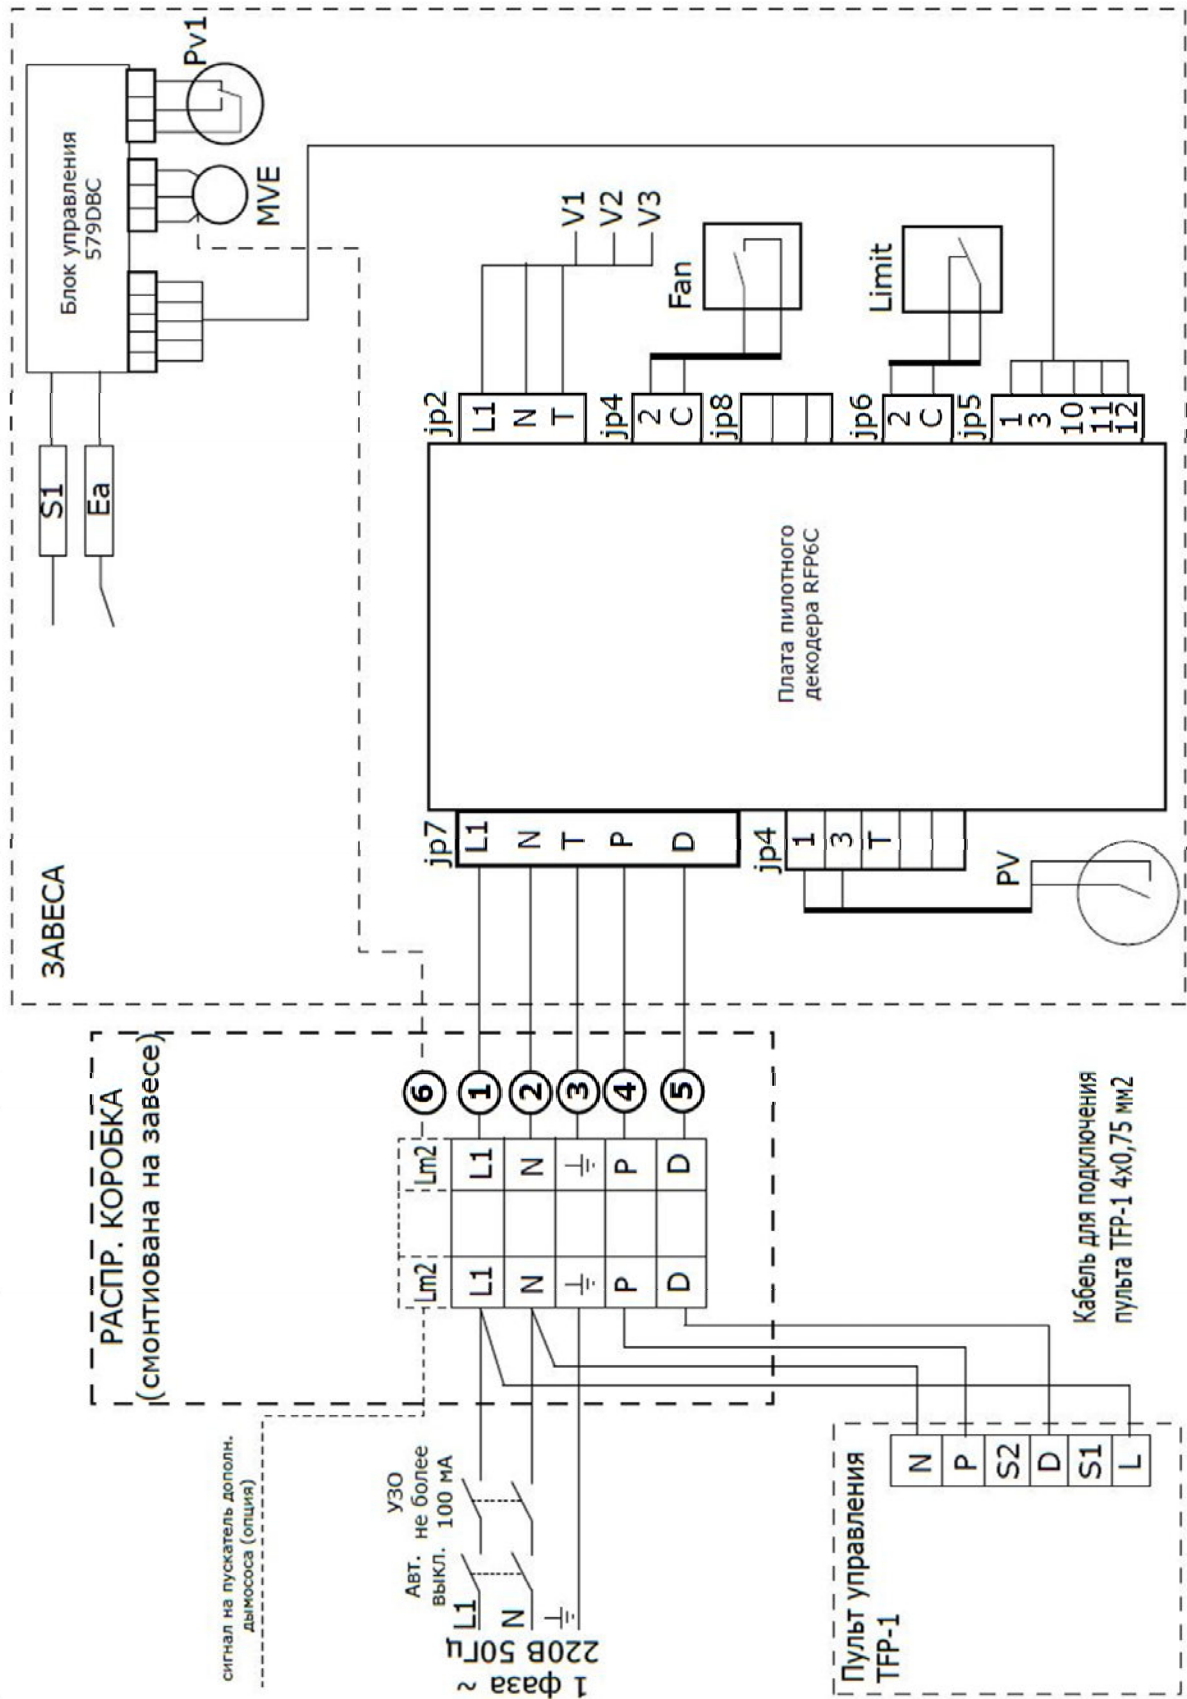 ЗАВЕСА
S1
Ea
Блок управления
579DBC
Pv1
MVE
РАСПР. КОРОБКА
(смонтиована на завесе)
сигнал на пускатель дополн.
дымососа (опция)
Lm2
Lm2
6
L1
L1
1
N
N
2
3
P
P
4
D
D
5
Авт.
выкл.
УЗО
не более
100 мА
L1
N
1 фаза ~
220В 50Гц
jp7
L1
N
T
P
D
jp4
1
3
T
PV
Плата пилотного
декодера RFP6C
jp2
L1
N
T
V1
V2
V3
jp4
2
C
Fan
jp8
jp6
2
C
Limit
jp5
1
3
10
11
12
Пульт управления
TFP-1
N
P
S2
D
S1
L
Кабель для подключения
пульта TFP-1 4x0,75 мм2